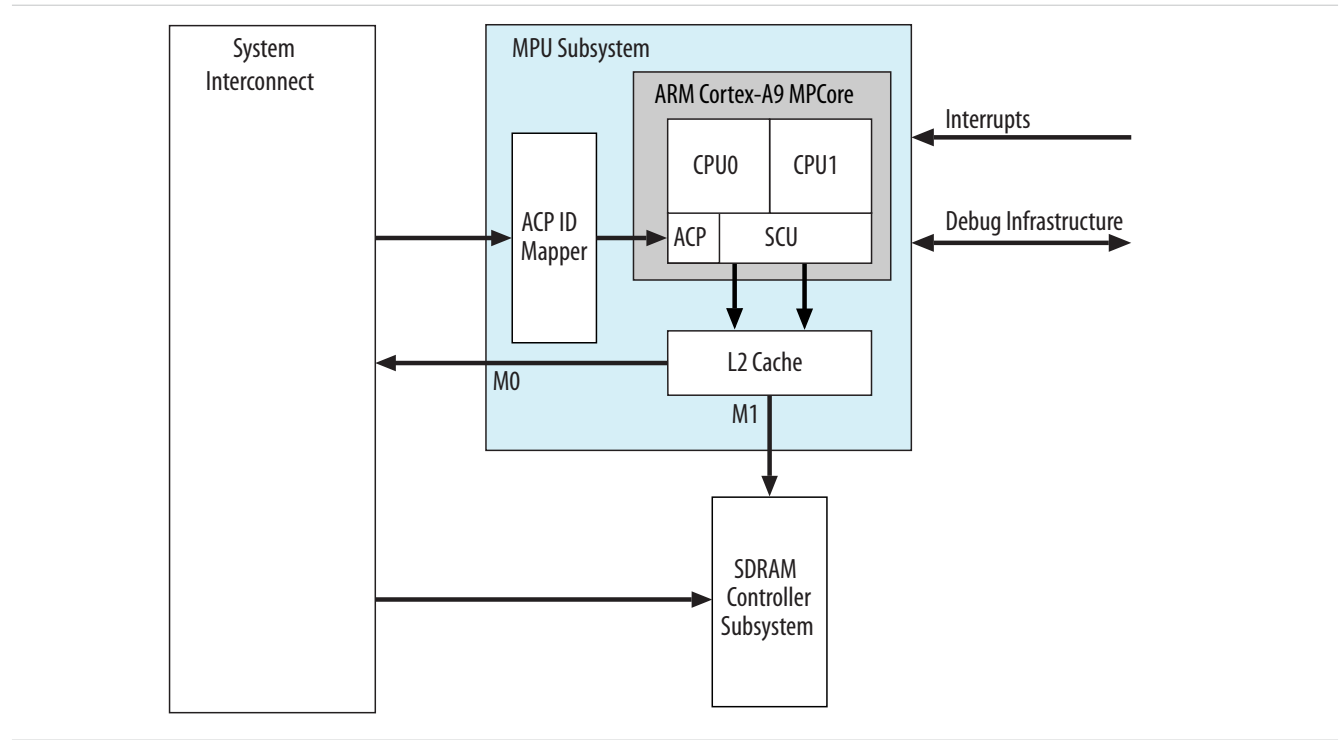 System
Interconnect
MPU Subsystem
ARM Cortex-A9 MPCore
CPU0
CPU1
Interrupts
ACP ID
Mapper
ACP
SCU
Debug Infrastructure
L2 Cache
M0
M1
SDRAM
Controller
Subsystem